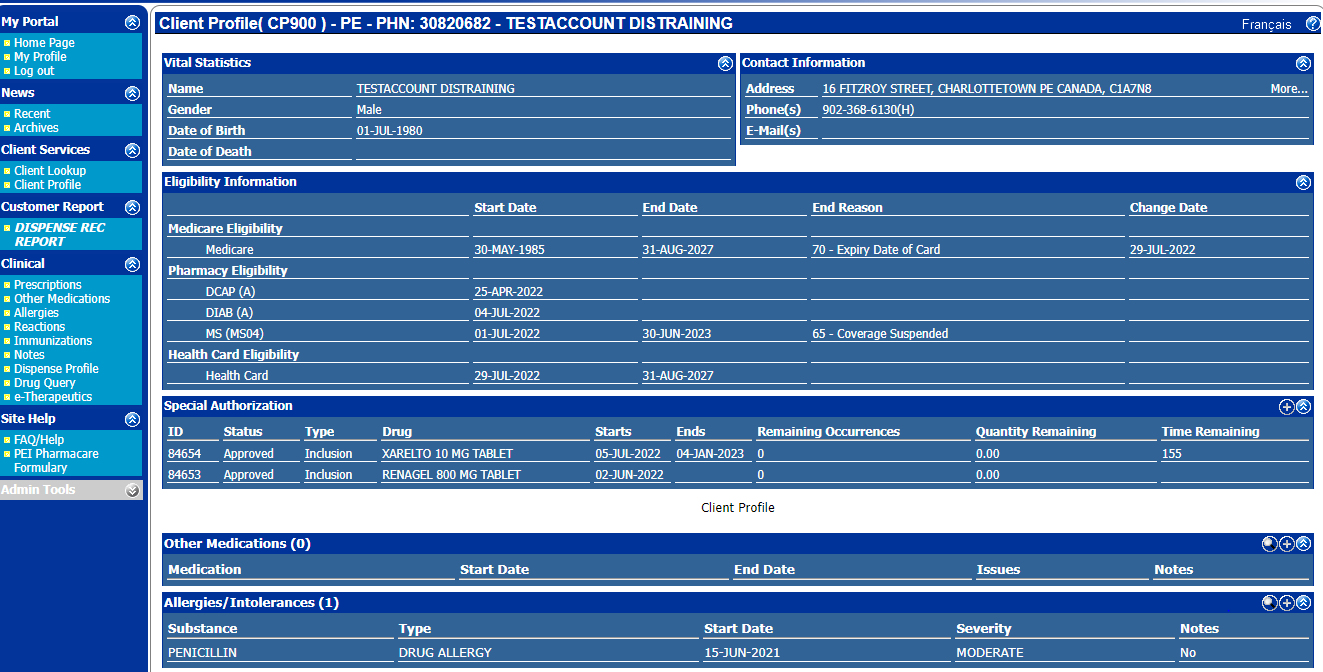 My Portal
Home Page
My Profile
Log out
News
Recent
Archives
Client Services
Client Lookup
Client Profile
Customer Report
DISPENSE REC
REPORT
Clinical
Prescriptions
Other Medications
Allergies
Reactions
Immunizations
Notes
Dispense Profile
Drug Query
e-Therapeutics
Site Help
FAQ/Help
PEI Pharmacare
Formulary
Admin Tools
Client Profile( CP900 ) - PE - PHN: 30820682 - TESTACCOUNT DISTRAINING Français ?
Vital Statistics
Name TESTACCOUNT DISTRAINING
Gender Male
Date of Birth 01-JUL-1980
Date of Death
Contact Information
Address 16 FITZROY STREET, CHARLOTTETOWN PE CANADA, C1A7N8 More...
Phone(s) 902-368-6130(H)
E-Mail(s)
Eligibility Information
Start Date End Date End Reason Change Date
Medicare Eligibility
Medicare 30-MAY-1985 31-AUG-2027 70 - Expiry Date of Card 29-JUL-2022
Pharmacy Eligibility
DCAP (A) 25-APR-2022
DIAB (A) 04-JUL-2022
MS (MS04) 01-JUL-2022 30-JUN-2023 65 - Coverage Suspended
Health Card Eligibility
Health Card 29-JUL-2022 31-AUG-2027
Special Authorization
ID Status Type Drug Starts Ends Remaining Occurrences Quantity Remaining Time Remaining
84654 Approved Inclusion XARELTO 10 MG TABLET 05-JUL-2022 04-JAN-2023 0 0.00 155
84653 Approved Inclusion RENAGEL 800 MG TABLET 02-JUN-2022 0 0.00
Client Profile
Other Medications (0)
Medication Start Date End Date Issues Notes
Allergies/Intolerances (1)
Substance Type Start Date Severity Notes
PENICILLIN DRUG ALLERGY 15-JUN-2021 MODERATE No